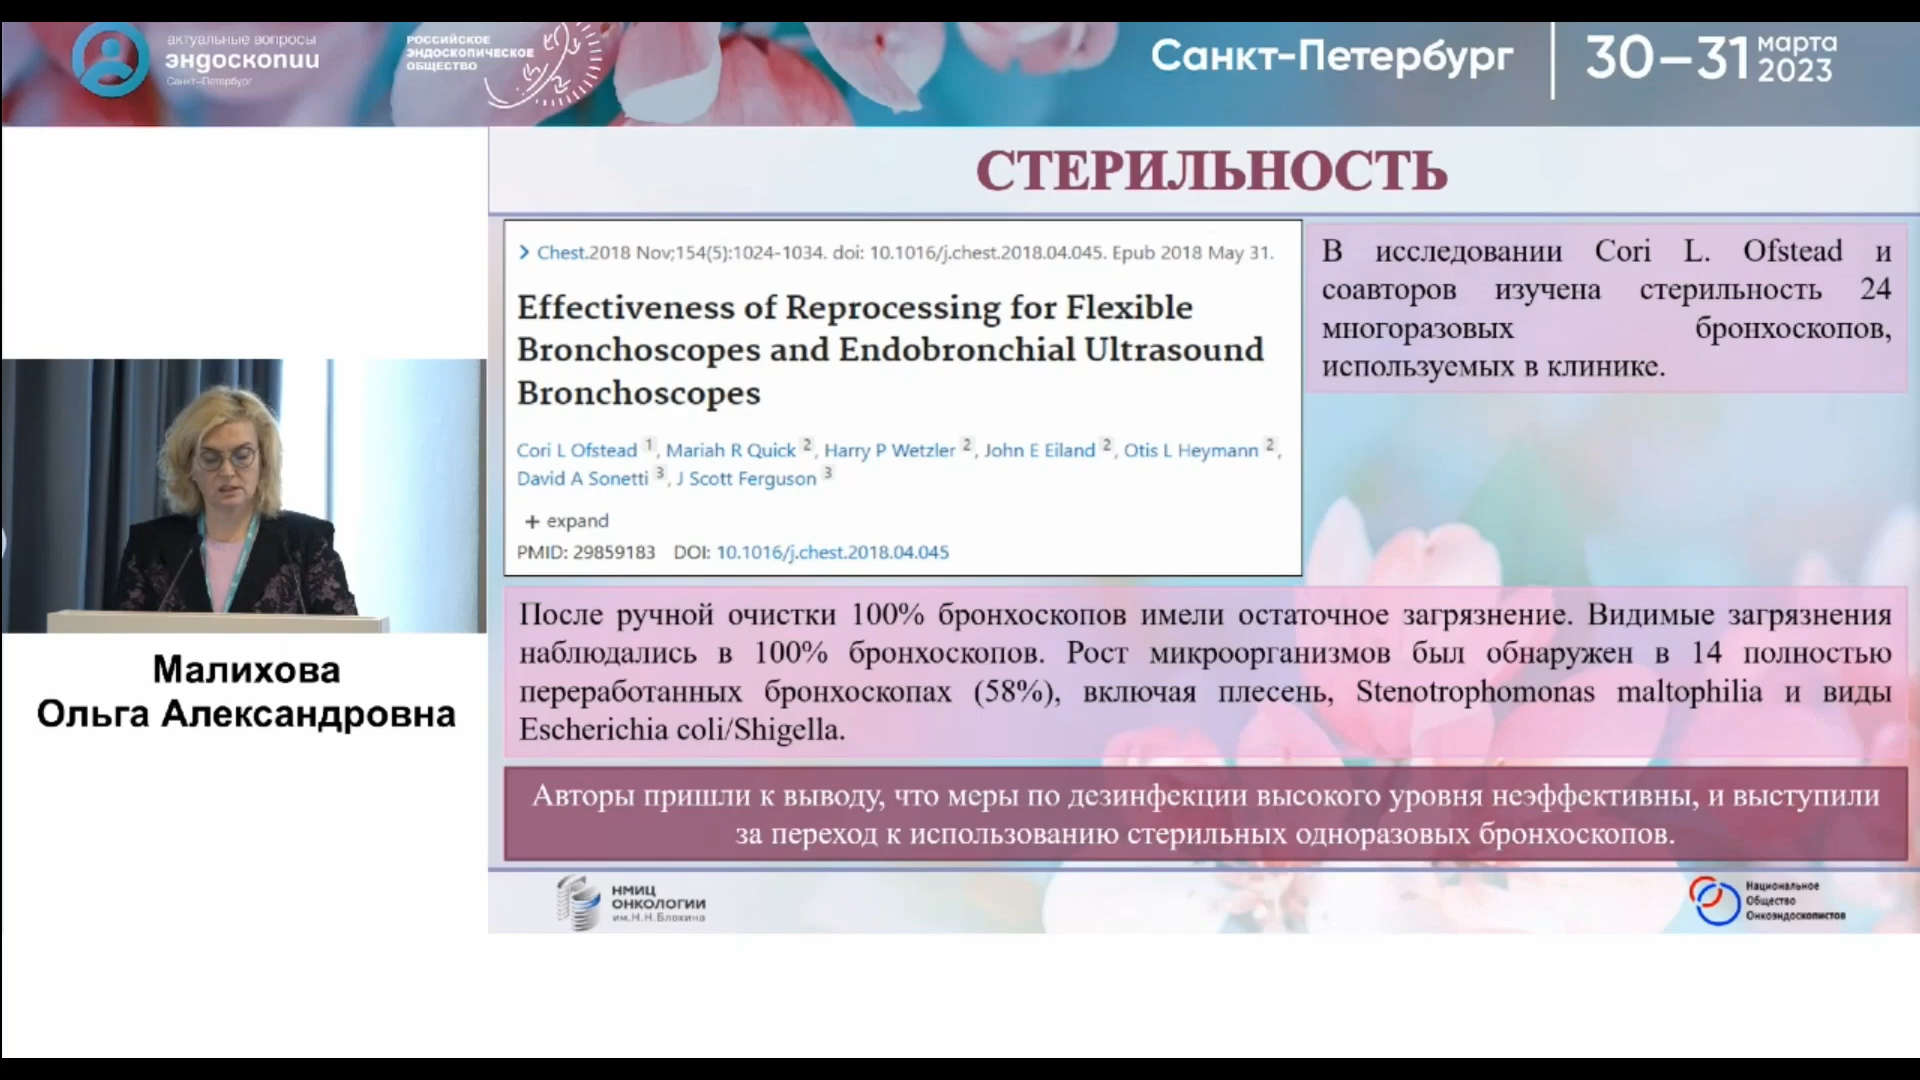 актуальные вопросы
эндоскопии
Санкт-Петербург
РОССИЙСКОЕ
ЭНДОСКОПИЧЕСКОЕ
ОБЩЕСТВО
Санкт-Петербург
30–31 марта
2023
СТЕРИЛЬНОСТЬ
Chest. 2018 Nov;154(5):1024-1034. doi: 10.1016/j.chest.2018.04.045. Epub 2018 May 31.
Effectiveness of Reprocessing for Flexible
Bronchoscopes and Endobronchial Ultrasound
Bronchoscopes
Cori L Ofstead 1, Mariah R Quick 2, Harry P Wetzler 2, John E Eiland 2, Otis L Heymann 2,
David A Sonetti 3, J Scott Ferguson 3
+ expand
PMID: 29859183 DOI: 10.1016/j.chest.2018.04.045
В исследовании Cori L. Ofstead и
соавторов изучена стерильность 24
многоразовых бронхоскопов,
используемых в клинике.
После ручной очистки 100% бронхоскопов имели остаточное загрязнение. Видимые загрязнения
наблюдались в 100% бронхоскопов. Рост микроорганизмов был обнаружен в 14 полностью
переработанных бронхоскопах (58%), включая плесень, Stenotrophomonas maltophilia и виды
Escherichia coli/Shigella.
Авторы пришли к выводу, что меры по дезинфекции высокого уровня неэффективны, и выступили
за переход к использованию стерильных одноразовых бронхоскопов.
Малихова
Ольга Александровна
НМИЦ
ОНКОЛОГИИ
им.Н.Н.Блохина
Национальное
Общество
Онкоэндоскопистов